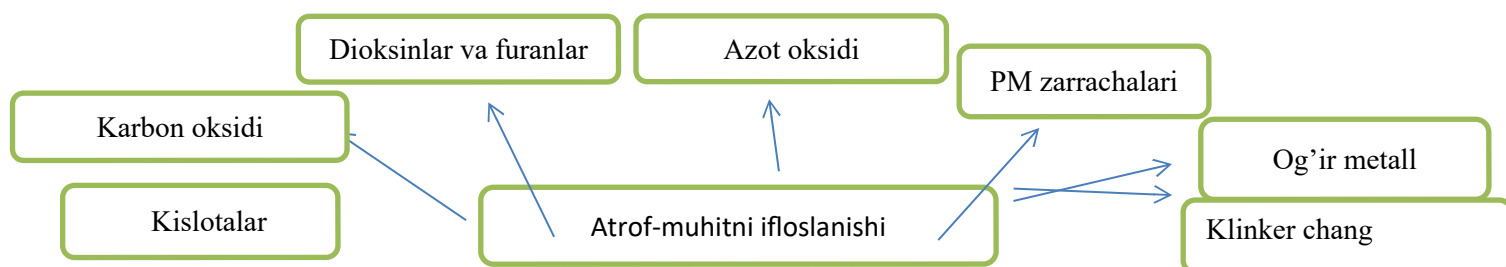 Dioksinlar va furanlar
Azot oksidi
PM zarrachalari
Karbon oksidi
Og’ir metall
Kislotalar
Atrof-muhitni ifloslanishi
Klinker chang